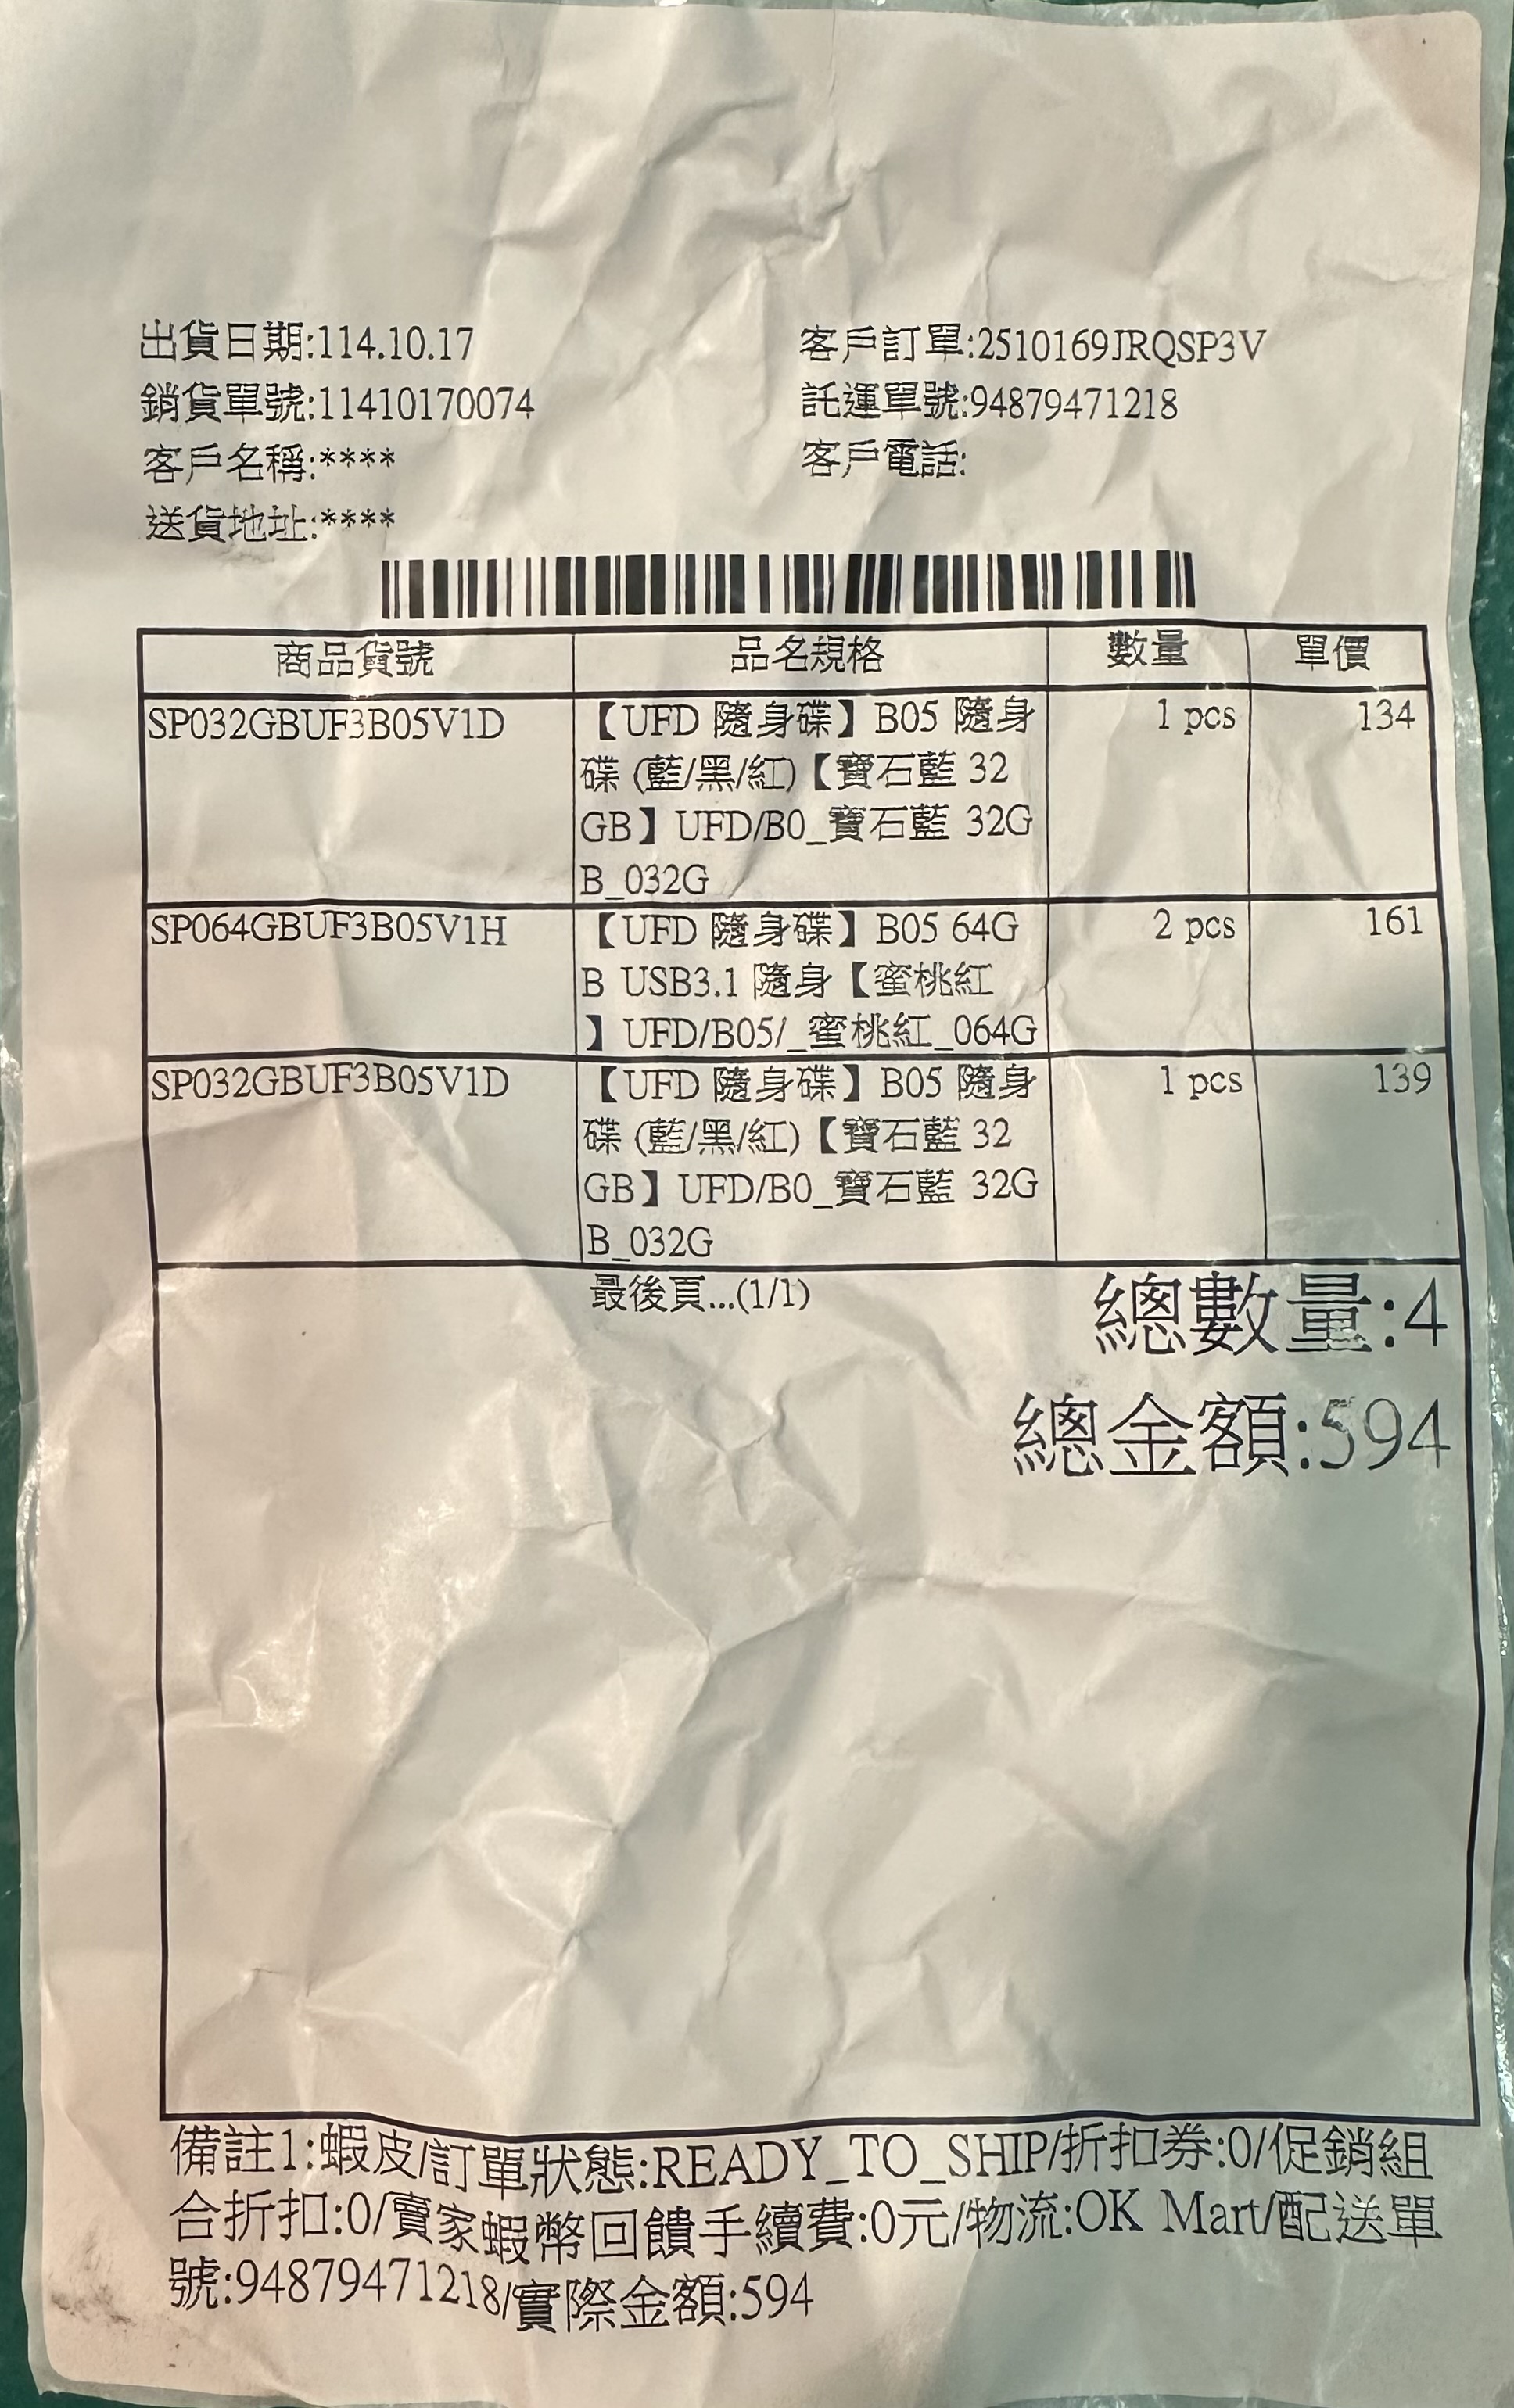 出貨日期:114.10.17
客戶訂單:2510169JRQSP3V
銷貨單號:11410170074
託運單號:94879471218
客戶名稱:****
客戶電話:
送貨地址:****
商品貨號 品名規格 數量 單價
SP032GBUF3B05V1D 【UFD 隨身碟】B05 隨身 1 pcs 134
碟 (藍/黑/紅)【寶石藍 32
GB】UFD/B0_寶石藍 32G
B_032G
SP064GBUF3B05V1H 【UFD 隨身碟】B05 64G 2 pcs 161
B USB3.1 隨身【蜜桃紅
】UFD/B05/_蜜桃紅_064G
SP032GBUF3B05V1D 【UFD 隨身碟】B05 隨身 1 pcs 139
碟 (藍/黑/紅)【寶石藍 32
GB】UFD/B0_寶石藍 32G
B_032G
最後頁...(1/1)
總數量:4
總金額:594
備註1:蝦皮/訂單狀態:READY_TO_SHIP/折扣券:0/促銷組
合折扣:0/賣家蝦幣回饋手續費:0元/物流:OK Mart/配送單
號:94879471218/實際金額:594